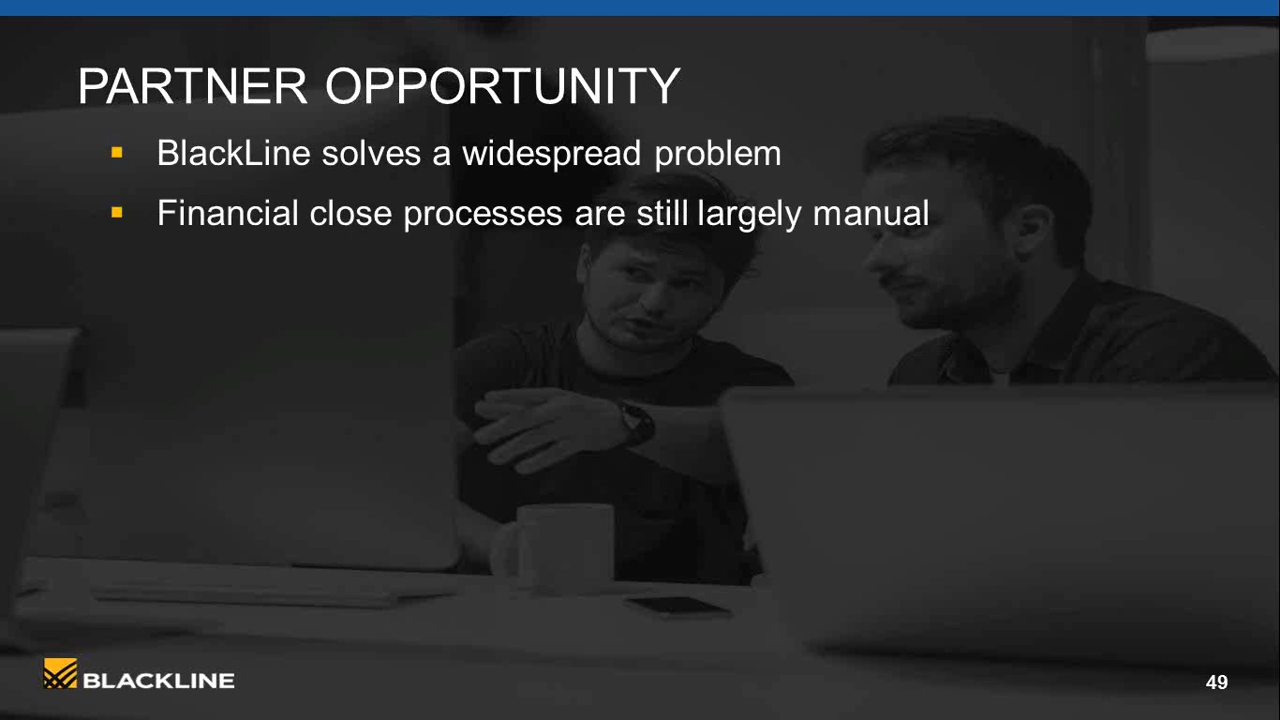 PARTNER OPPORTUNITY
BlackLine solves a widespread problem
Financial close processes are still largely manual
BLACKLINE
49